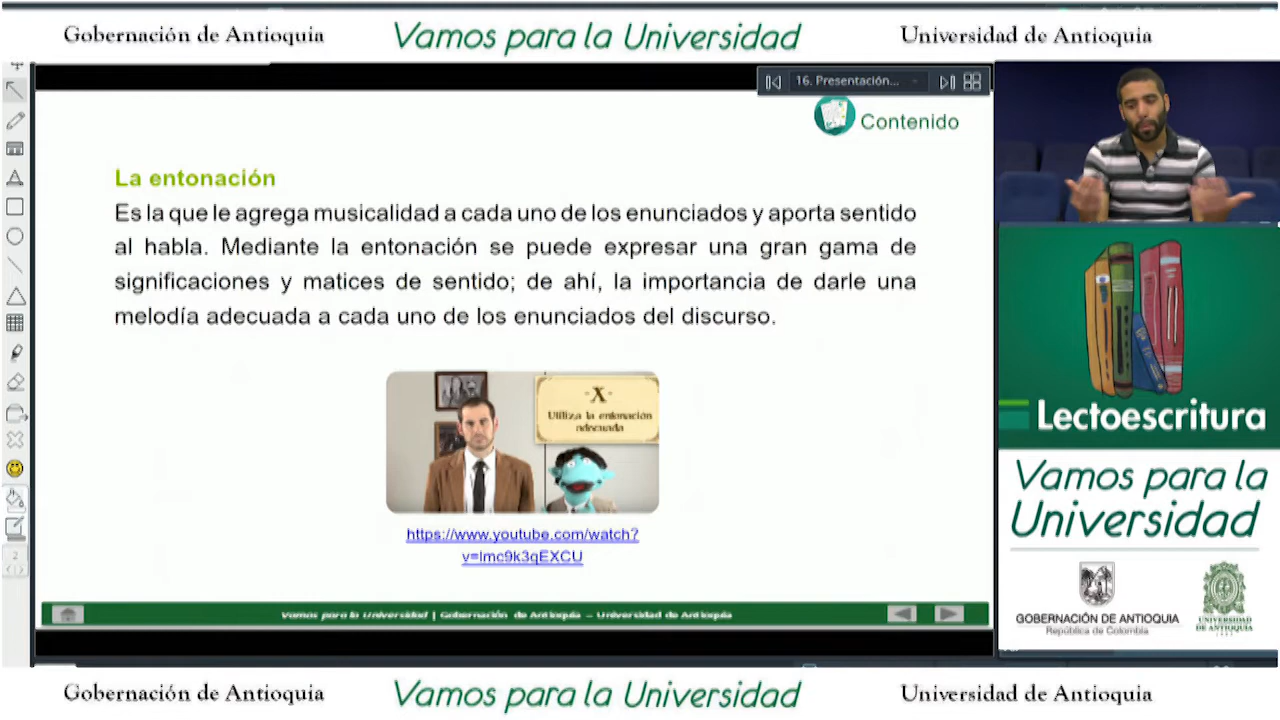 Gobernación de Antioquia Vamos para la Universidad Universidad de Antioquia
16. Presentación...
Contenido
La entonación
Es la que le agrega musicalidad a cada uno de los enunciados y aporta sentido
al habla. Mediante la entonación se puede expresar una gran gama de
significaciones y matices de sentido; de ahí, la importancia de darle una
melodía adecuada a cada uno de los enunciados del discurso.
-X-
Utiliza la entonación
adecuada
https://www.youtube.com/watch?
v=lmc9k3qEXCU
Vamos para la Universidad | Gobernación de Antioquia – Universidad de Antioquia
Lectoescritura
Vamos para la
Universidad
GOBERNACIÓN DE ANTIOQUIA
República de Colombia
UNIVERSIDAD
DE ANTIOQUIA
2
Gobernación de Antioquia Vamos para la Universidad Universidad de Antioquia